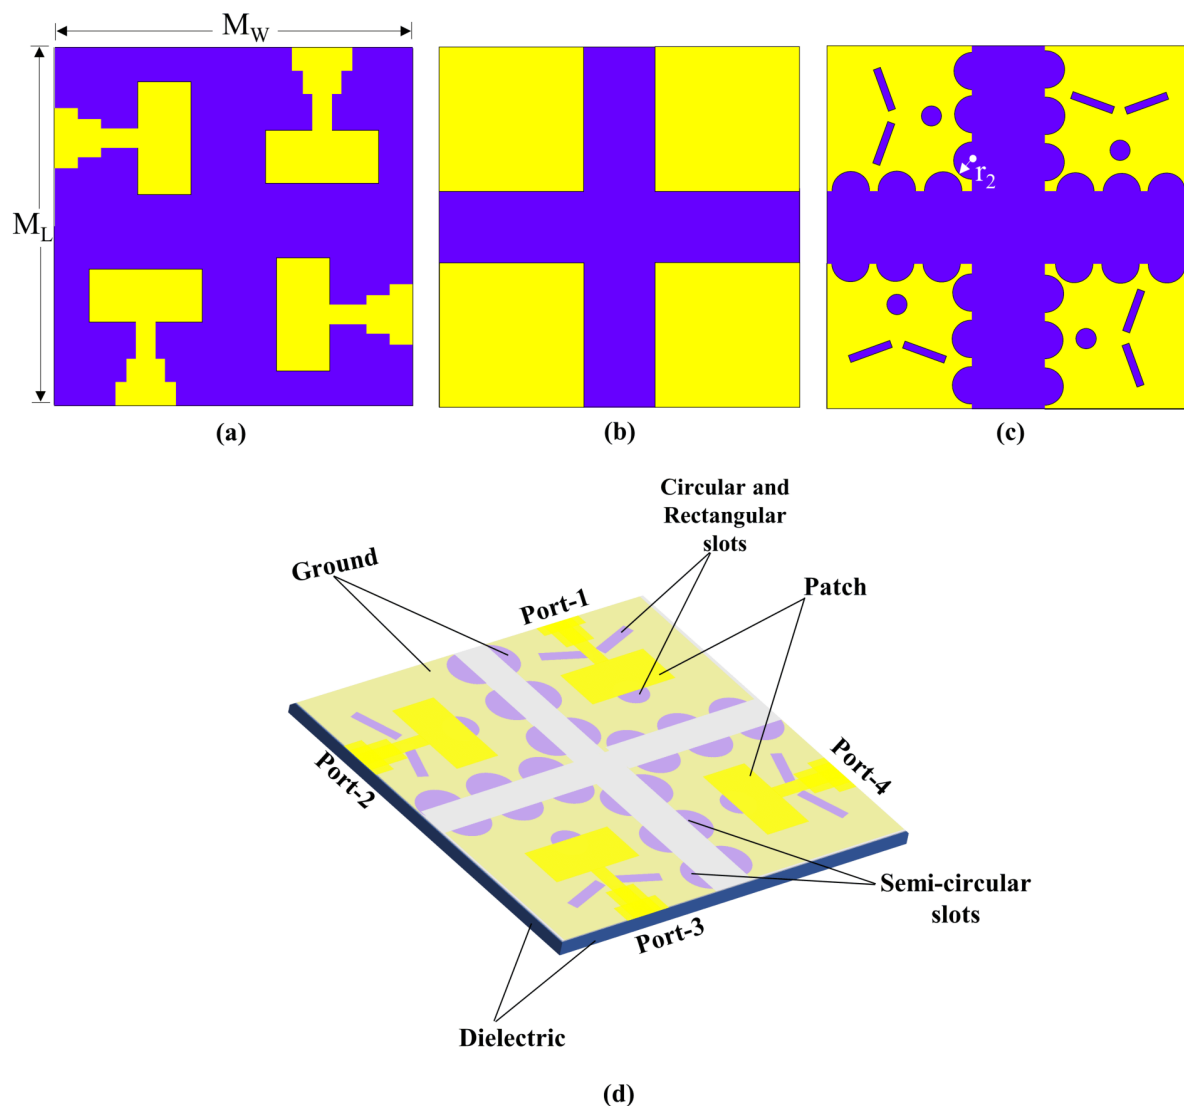 M_W
M_L
r_2
(a)
(b)
(c)
Circular and
Rectangular
slots
Ground
Port-1
Patch
Port-2
Port-4
Semi-circular
slots
Port-3
Dielectric
(d)